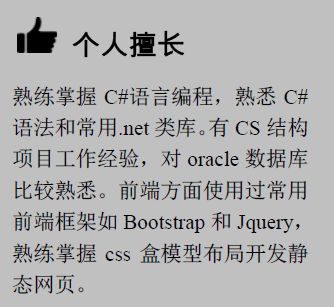 个人擅长
熟练掌握 C#语言编程，熟悉 C#
语法和常用.net 类库。有 CS 结构
项目工作经验，对 oracle 数据库
比较熟悉。前端方面使用过常用
前端框架如 Bootstrap 和 Jquery，
熟练掌握 css 盒模型布局开发静
态网页。